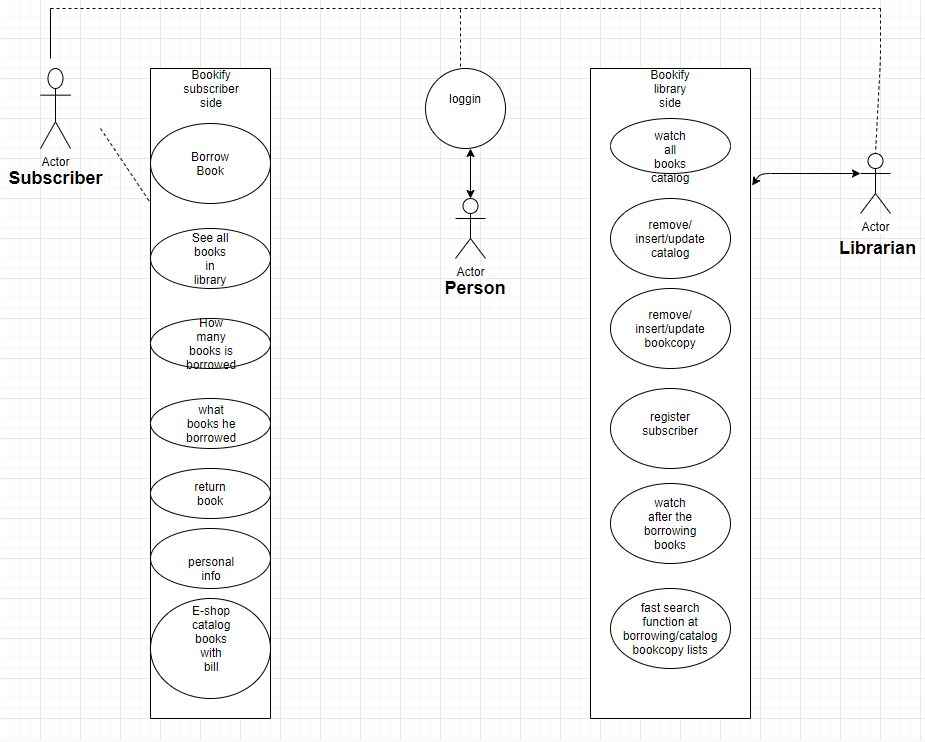 Actor
Subscriber
Bookify
subscriber
side
Borrow
Book
See all
books
in
library
How
many
books is
borrowed
what
books he
borrowed
return
book
personal
info
E-shop
catalog
books
with
bill
loggin
Actor
Person
Bookify
library
side
watch
all
books
catalog
remove/
insert/update
catalog
remove/
insert/update
bookcopy
register
subscriber
watch
after the
borrowing
books
fast search
function at
borrowing/catalog
bookcopy lists
Actor
Librarian